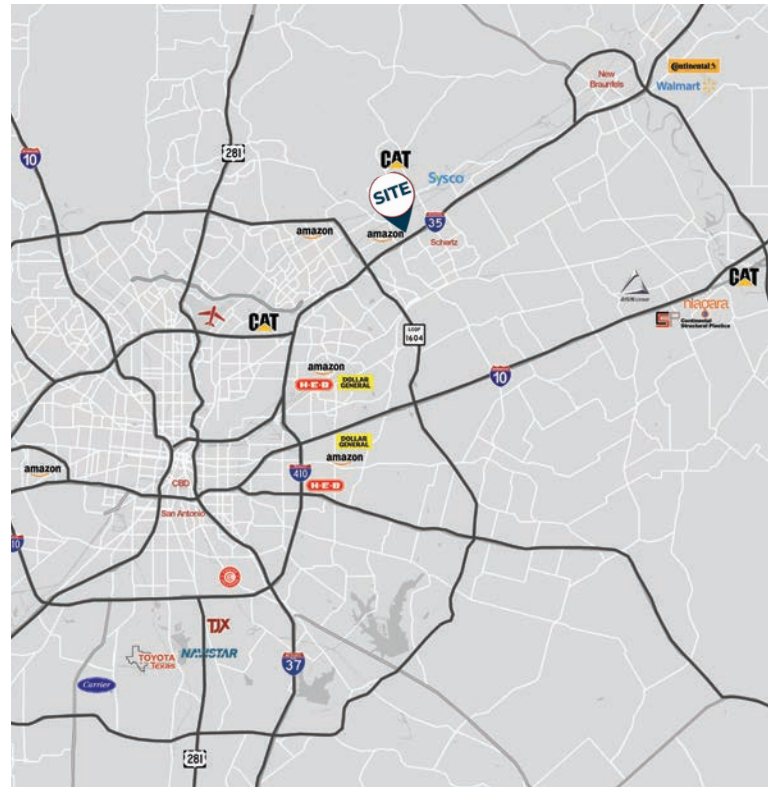 New
Braunfels
Continental
Walmart
INTERSTATE
10
281
CAT
Sysco
SITE
35
amazon
amazon
Schertz
CAT
CAT
niagara
Continental
Structural Plastics
LOOP
1604
10
amazon
H-E-B
DOLLAR
GENERAL
DOLLAR
GENERAL
amazon
amazon
410
H-E-B
CBD
San Antonio
TJX
TOYOTA
Texas
NAVISTAR
37
Carrier
281